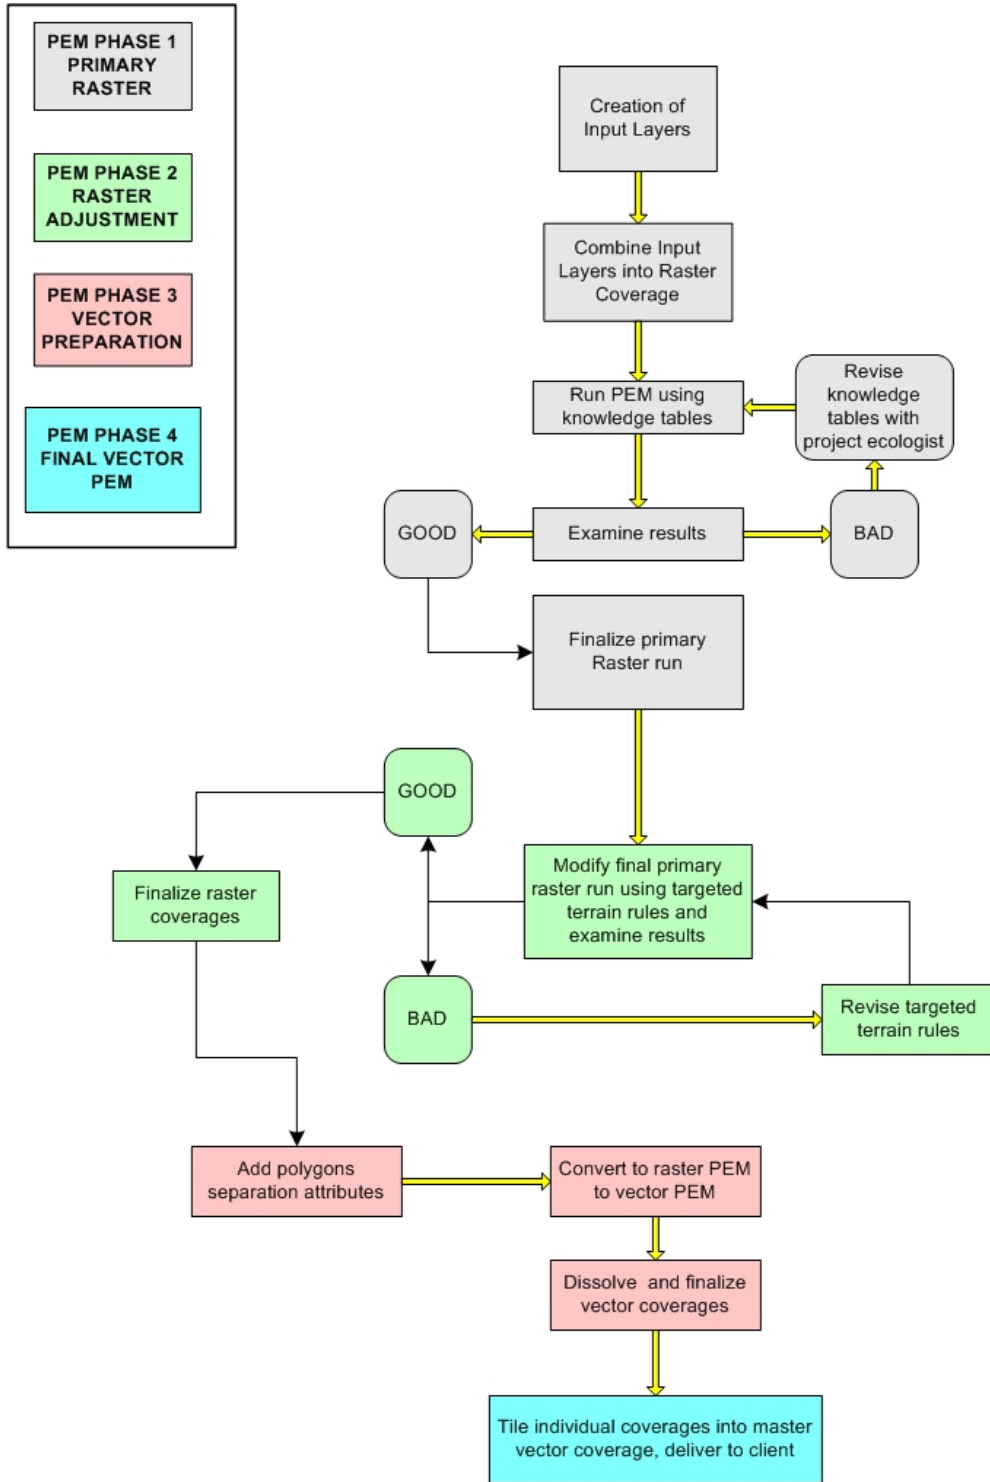 PEM PHASE 1
PRIMARY
RASTER
PEM PHASE 2
RASTER
ADJUSTMENT
PEM PHASE 3
VECTOR
PREPARATION
PEM PHASE 4
FINAL VECTOR
PEM
Creation of
Input Layers
Combine Input
Layers into Raster
Coverage
Run PEM using
knowledge tables
Revise
knowledge
tables with
project ecologist
GOOD
Examine results
BAD
Finalize primary
Raster run
GOOD
Modify final primary
raster run using targeted
terrain rules and
examine results
Finalize raster
coverages
BAD
Revise targeted
terrain rules
Add polygons
separation attributes
Convert to raster PEM
to vector PEM
Dissolve and finalize
vector coverages
Tile individual coverages into master
vector coverage, deliver to client